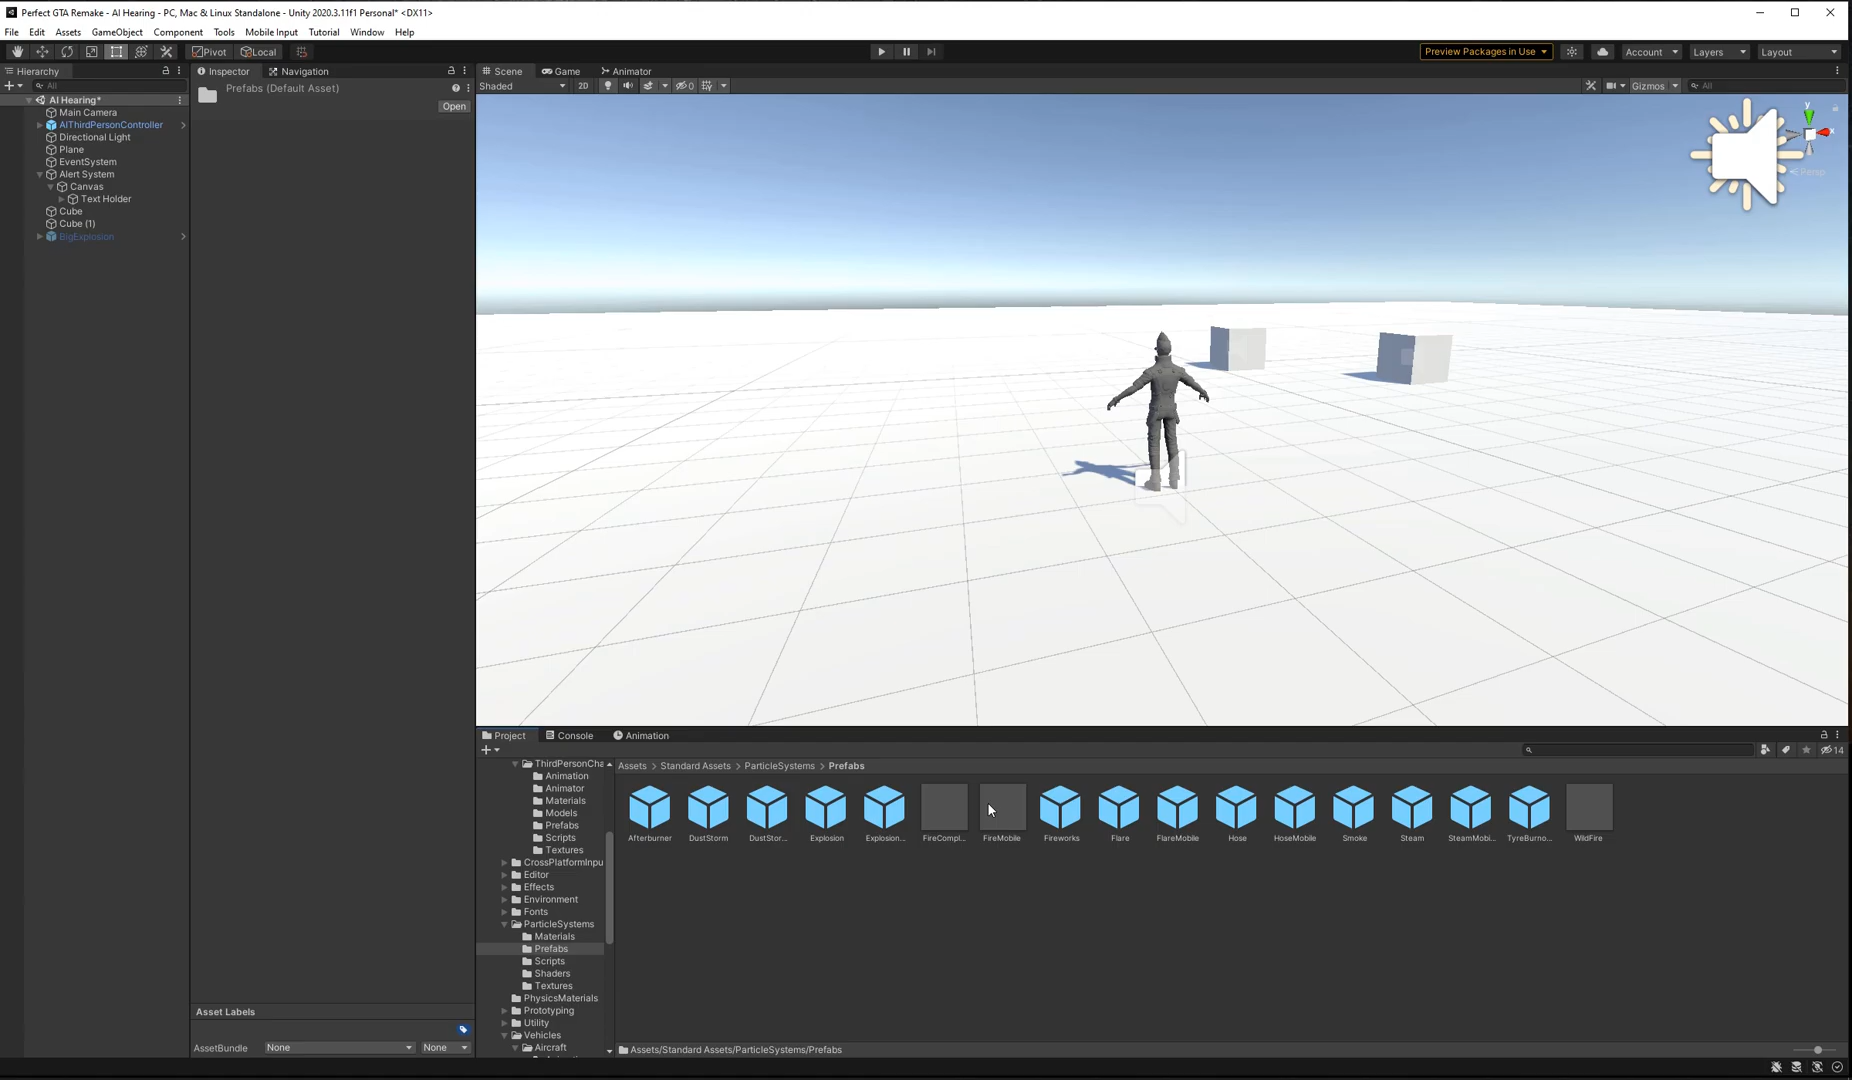 Perfect GTA Remake - AI Hearing - PC, Mac & Linux Standalone - Unity 2020.3.11f1 Personal* <DX11>
File Edit Assets GameObject Component Tools Mobile Input Tutorial Window Help
Pivot Local Preview Packages in Use Account Layers Layout
Hierarchy Inspector Navigation Scene Game Animator
All Prefabs (Default Asset) Shaded 2D 0 Gizmos All
AI Hearing*
Open
Main Camera
AIThirdPersonController
Directional Light
Plane
EventSystem
Alert System
Canvas
Text Holder
Cube
Cube (1)
BigExplosion
y
x
Persp
Project Console Animation
14
ThirdPersonCha
Animation
Animator
Materials
Models
Prefabs
Scripts
Textures
CrossPlatformInpu
Editor
Effects
Environment
Fonts
ParticleSystems
Materials
Prefabs
Scripts
Shaders
Textures
PhysicsMaterials
Prototyping
Utility
Vehicles
Aircraft
Assets > Standard Assets > ParticleSystems > Prefabs
Afterburner DustStorm DustStor... Explosion Explosion... FireCompl... FireMobile Fireworks Flare FlareMobile Hose HoseMobile Smoke Steam SteamMobi... TyreBurno... WildFire
Asset Labels
AssetBundle None None
Assets/Standard Assets/ParticleSystems/Prefabs